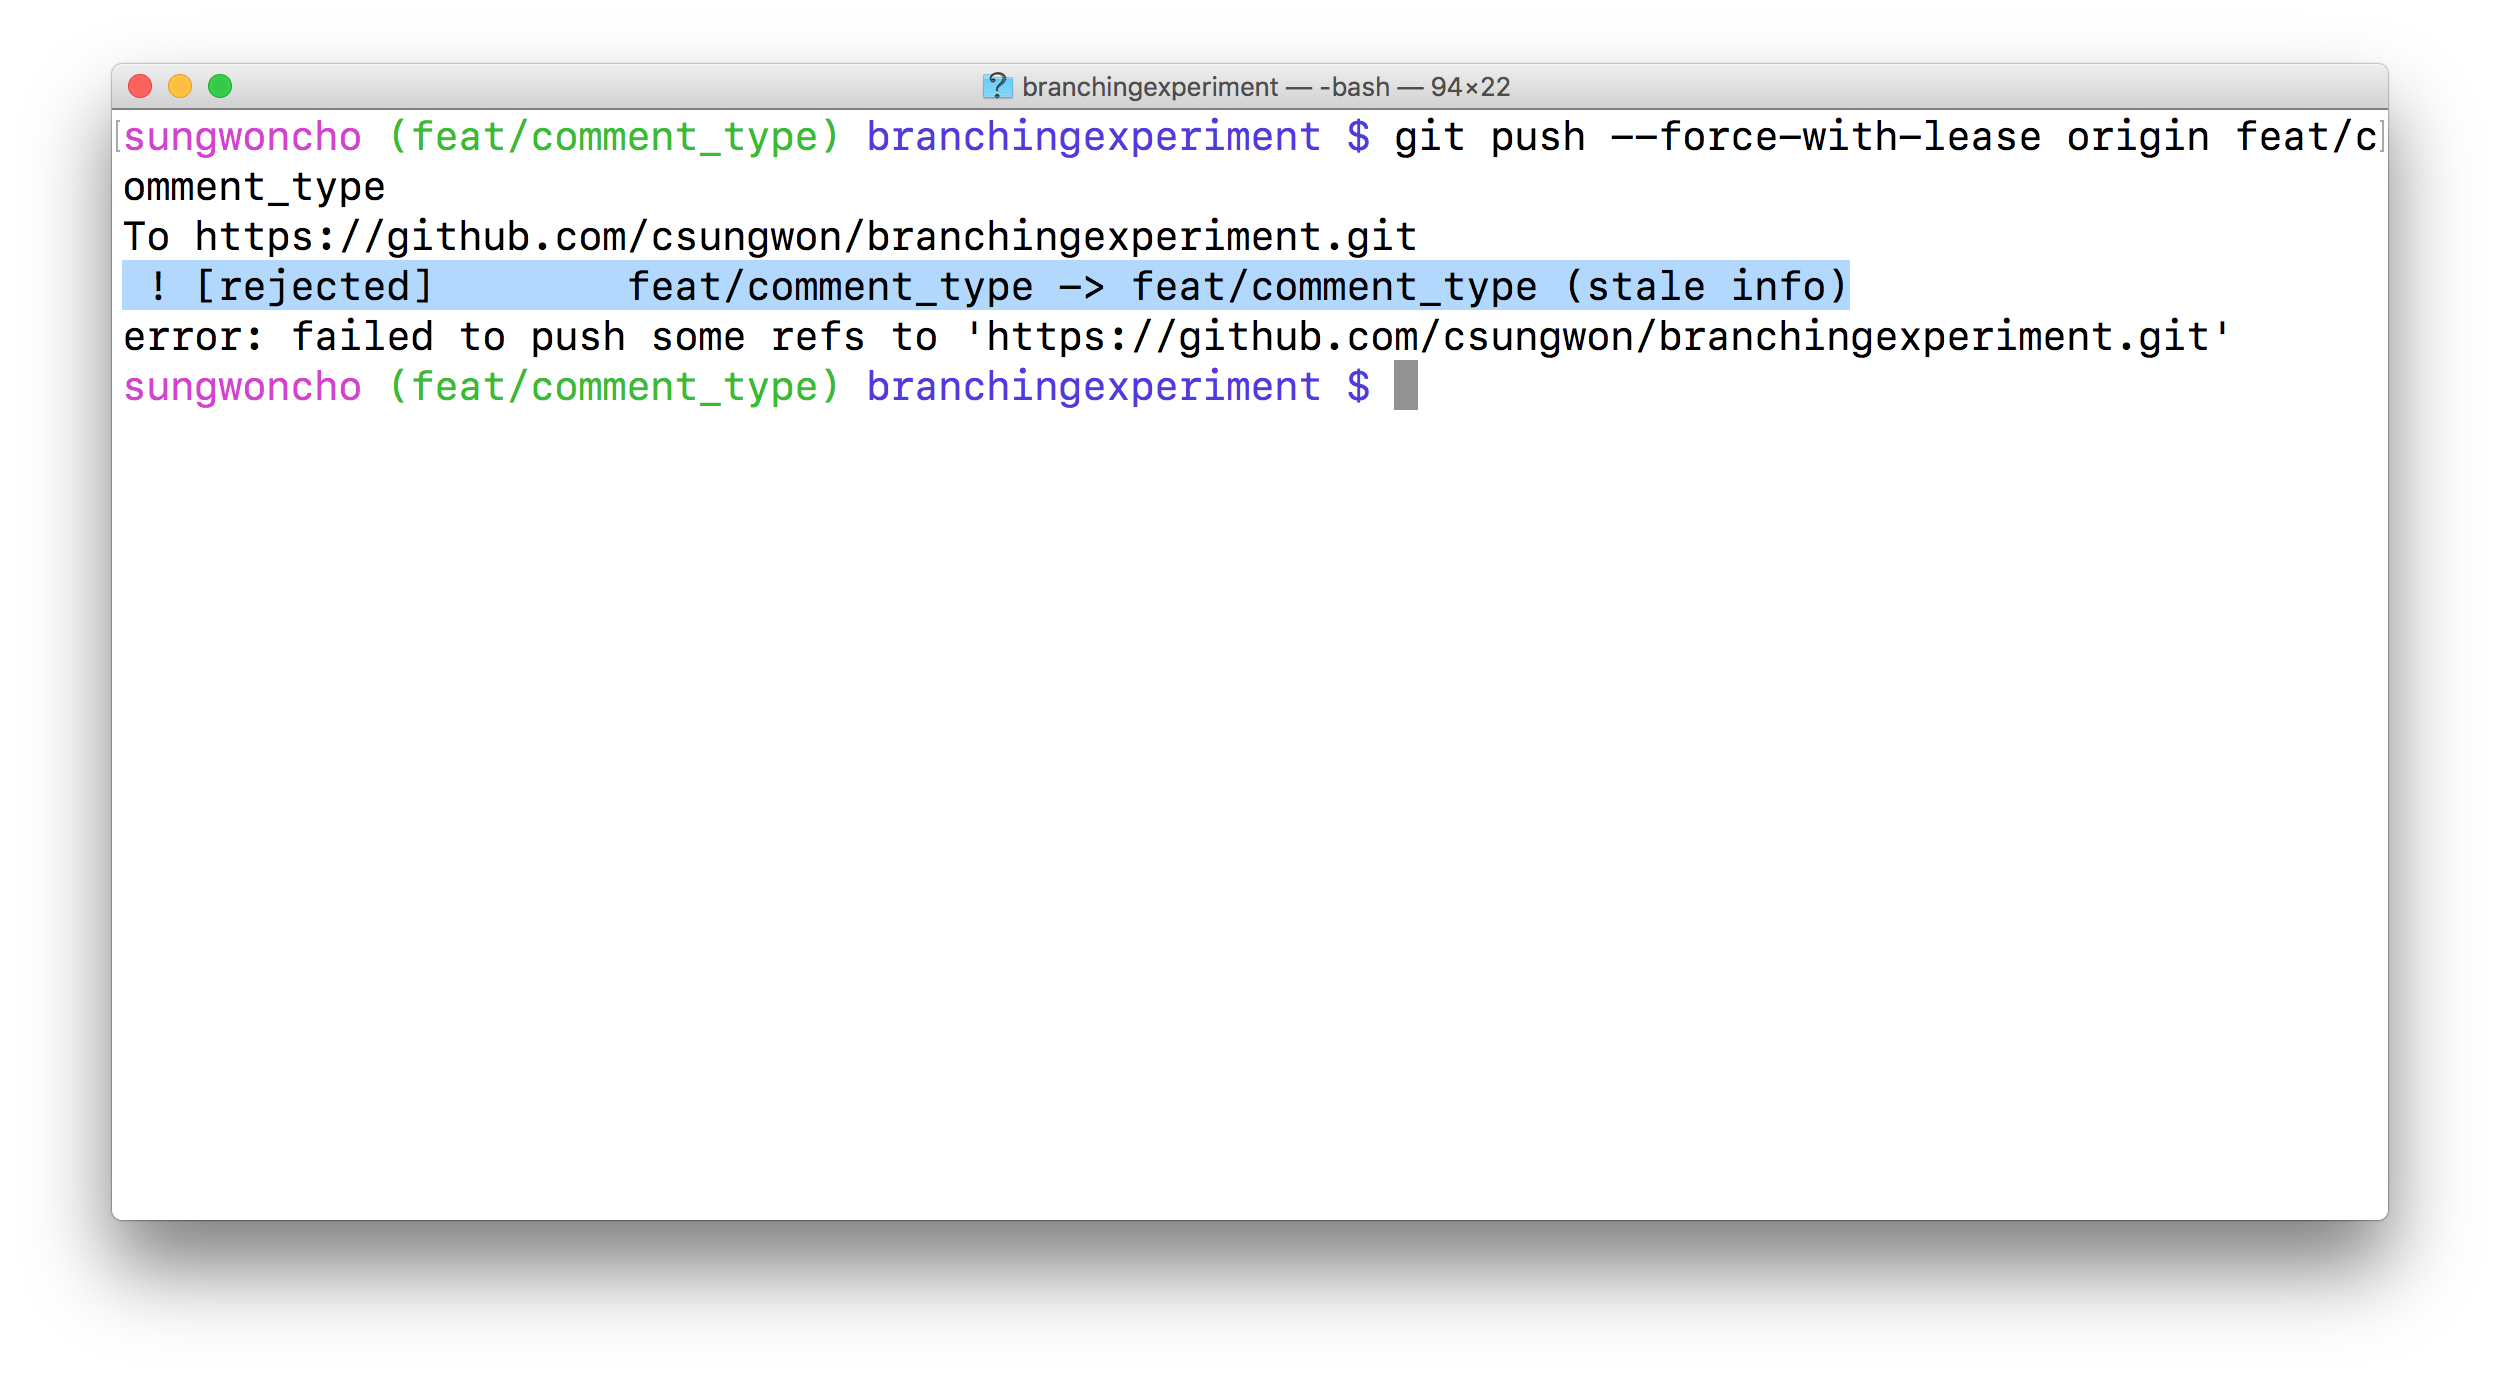 branchingexperiment — -bash — 94×22
sungwoncho (feat/comment_type) branchingexperiment $ git push --force-with-lease origin feat/c
omment_type
To https://github.com/csungwon/branchingexperiment.git
 ! [rejected]        feat/comment_type -> feat/comment_type (stale info)
error: failed to push some refs to 'https://github.com/csungwon/branchingexperiment.git'
sungwoncho (feat/comment_type) branchingexperiment $